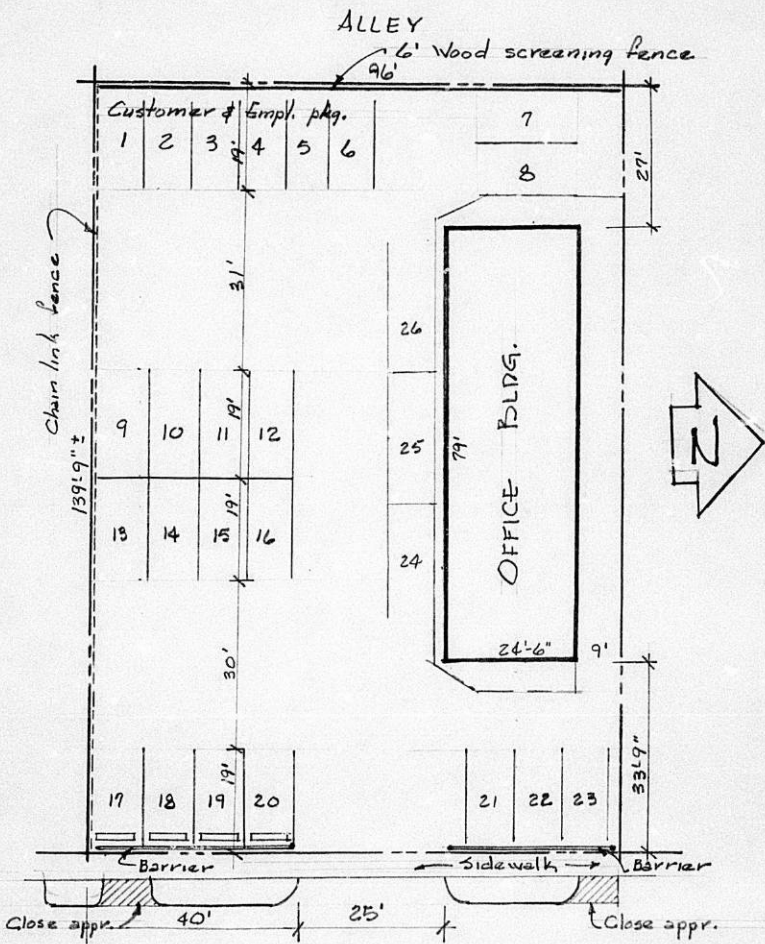 ALLEY
6' Wood screening fence
96'
Customer & Empl. pkg.
1 2 3 4 5 6
19'
7
8
27'
Chain link fence
31'
26
9 10 11 12
19'
25
OFFICE BLDG.
79'
N
139'-9" ±
13 14 15 16
19'
24
24'-6"
9'
30'
33'-9"
17 18 19 20
19'
21 22 23
Barrier
Sidewalk
Barrier
Close appr.
40'
25'
Close appr.